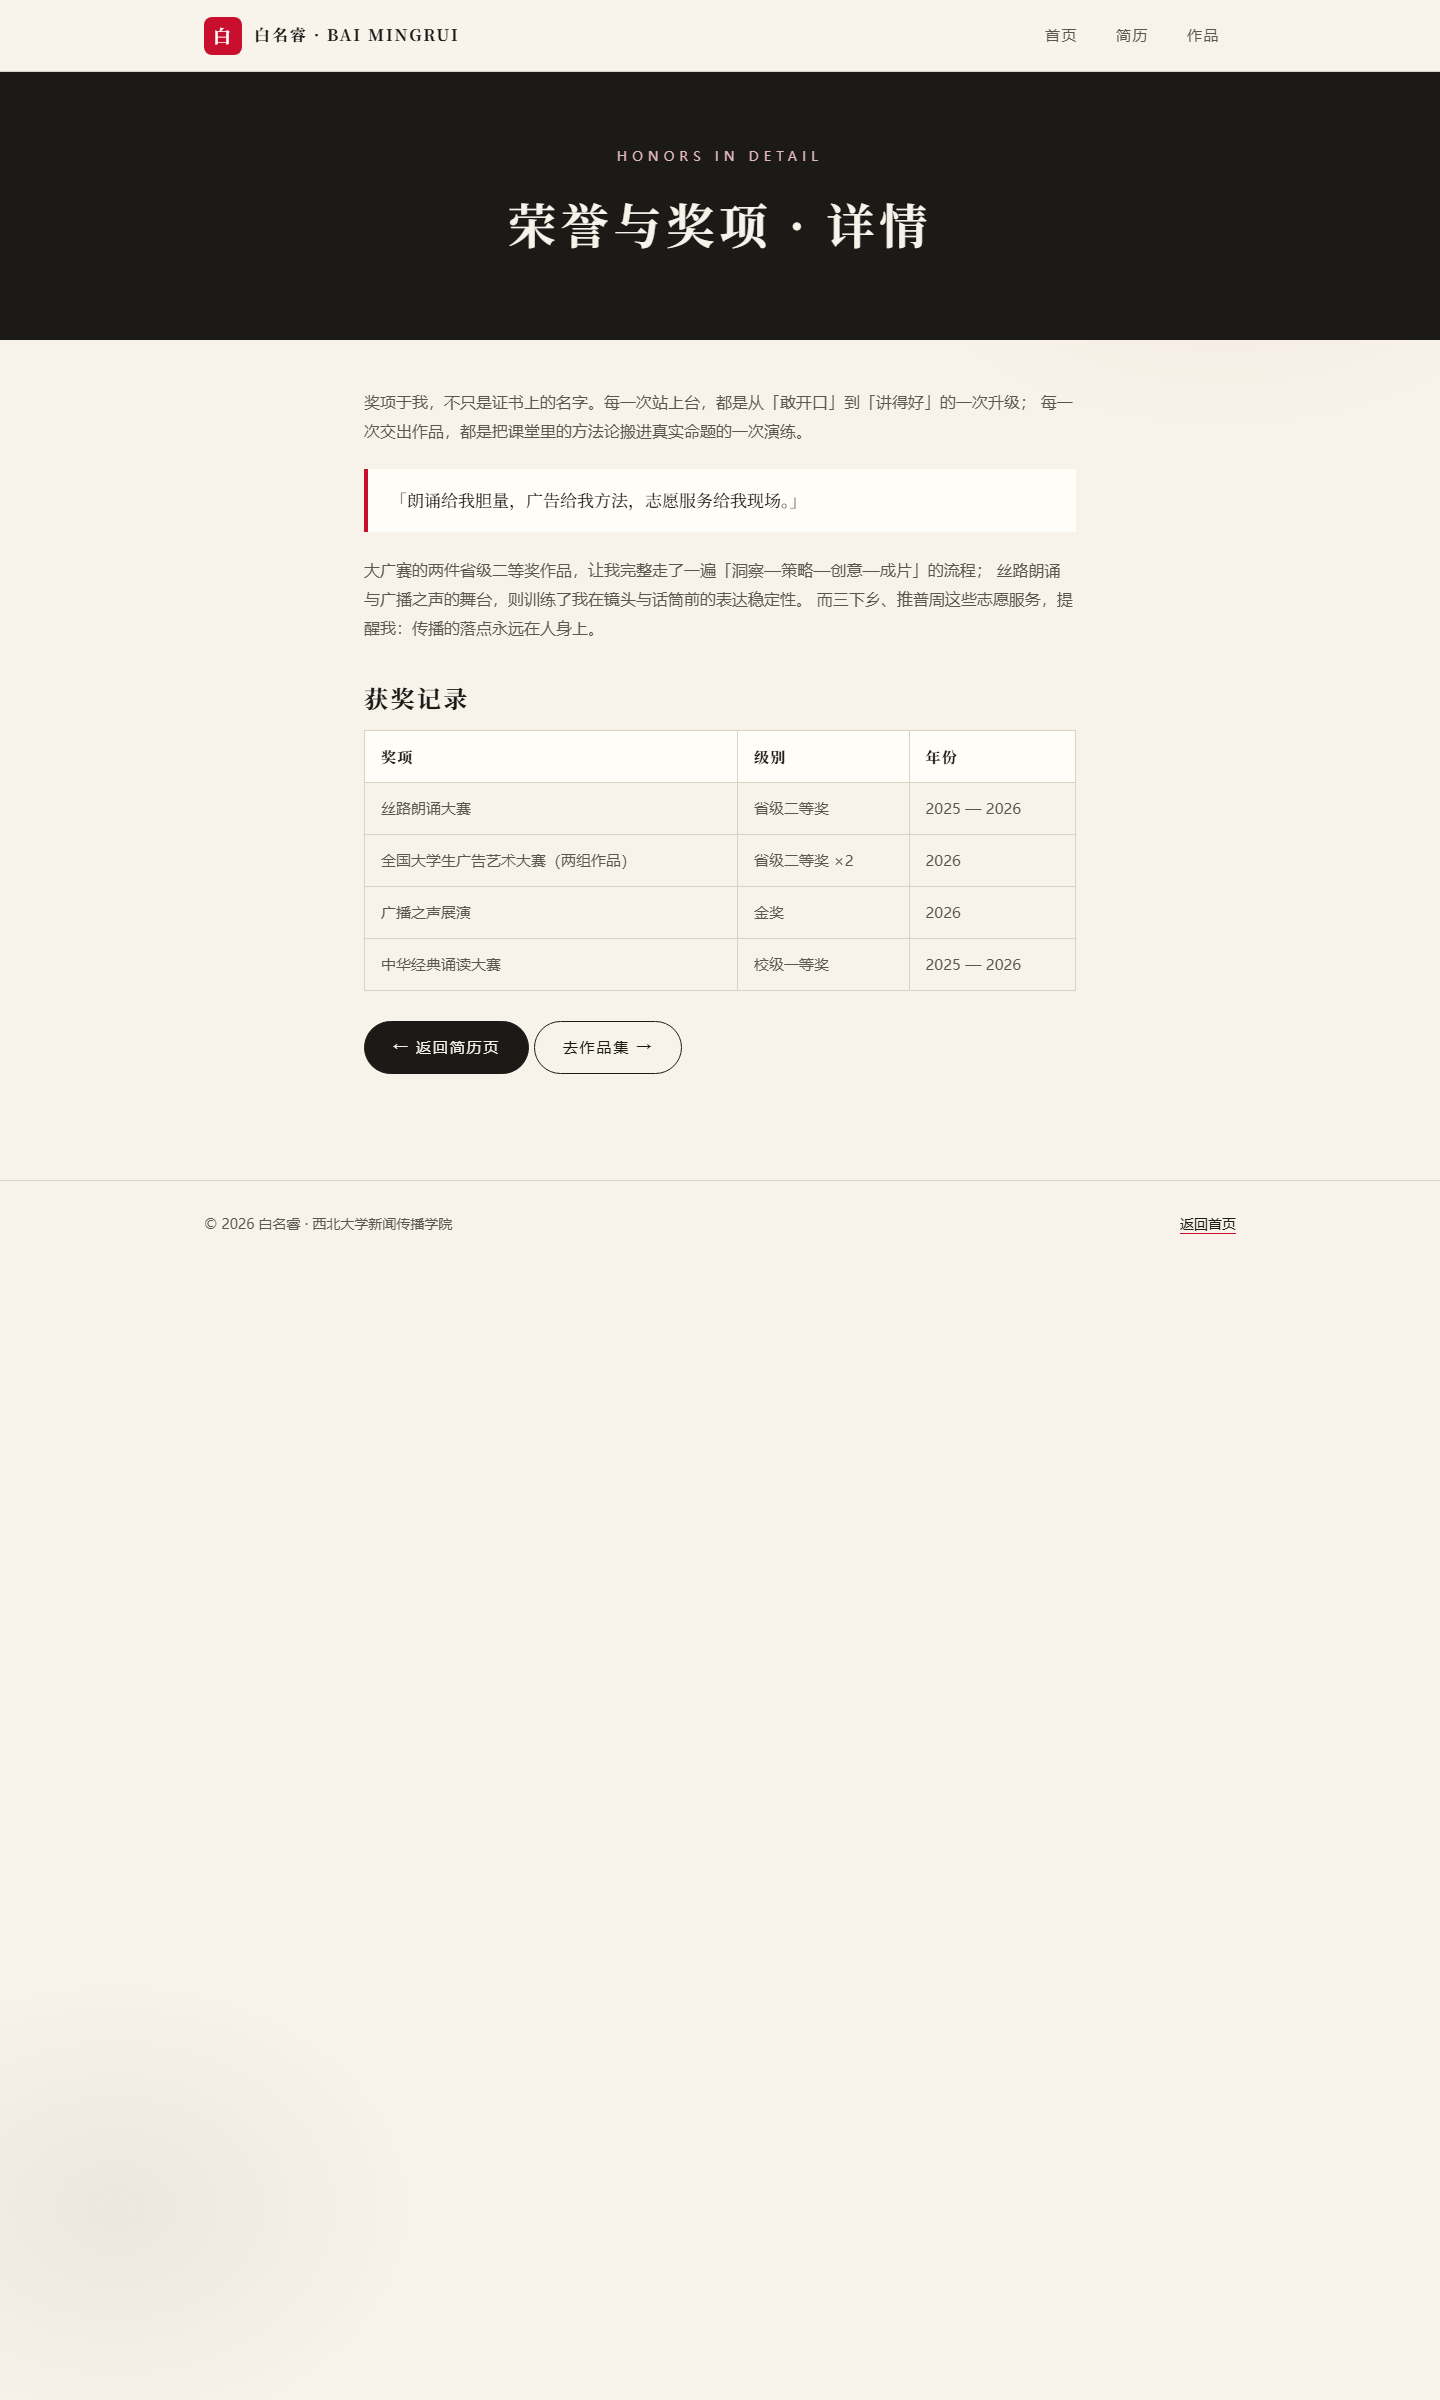 白
白名睿 · BAI MINGRUI
首页 简历 作品
HONORS IN DETAIL
荣誉与奖项 · 详情
奖项于我，不只是证书上的名字。每一次站上台，都是从「敢开口」到「讲得好」的一次升级； 每一
次交出作品，都是把课堂里的方法论搬进真实命题的一次演练。
「朗诵给我胆量，广告给我方法，志愿服务给我现场。」
大广赛的两件省级二等奖作品，让我完整走了一遍「洞察—策略—创意—成片」的流程； 丝路朗诵
与广播之声的舞台，则训练了我在镜头与话筒前的表达稳定性。 而三下乡、推普周这些志愿服务，提
醒我：传播的落点永远在人身上。
获奖记录
奖项 级别 年份
丝路朗诵大赛 省级二等奖 2025 — 2026
全国大学生广告艺术大赛（两组作品） 省级二等奖 ×2 2026
广播之声展演 金奖 2026
中华经典诵读大赛 校级一等奖 2025 — 2026
← 返回简历页 去作品集 →
© 2026 白名睿 · 西北大学新闻传播学院 返回首页